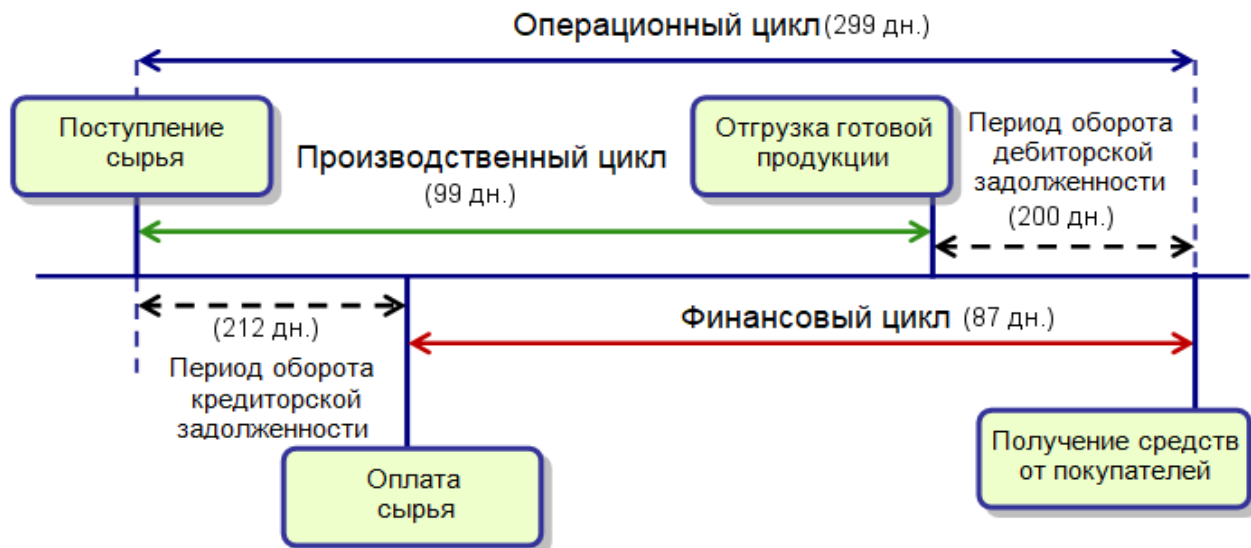 Операционный цикл (299 дн.)
Поступление
сырья
Производственный цикл
(99 дн.)
Отгрузка готовой
продукции
Период оборота
дебиторской
задолженности
(200 дн.)
(212 дн.)
Период оборота
кредиторской
задолженности
Финансовый цикл (87 дн.)
Оплата
сырья
Получение средств
от покупателей